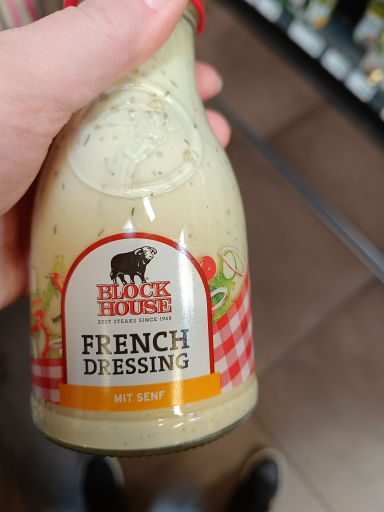 BLOCK
HOUSE
BEST STEAKS SINCE 1968
FRENCH
DRESSING
MIT SENF